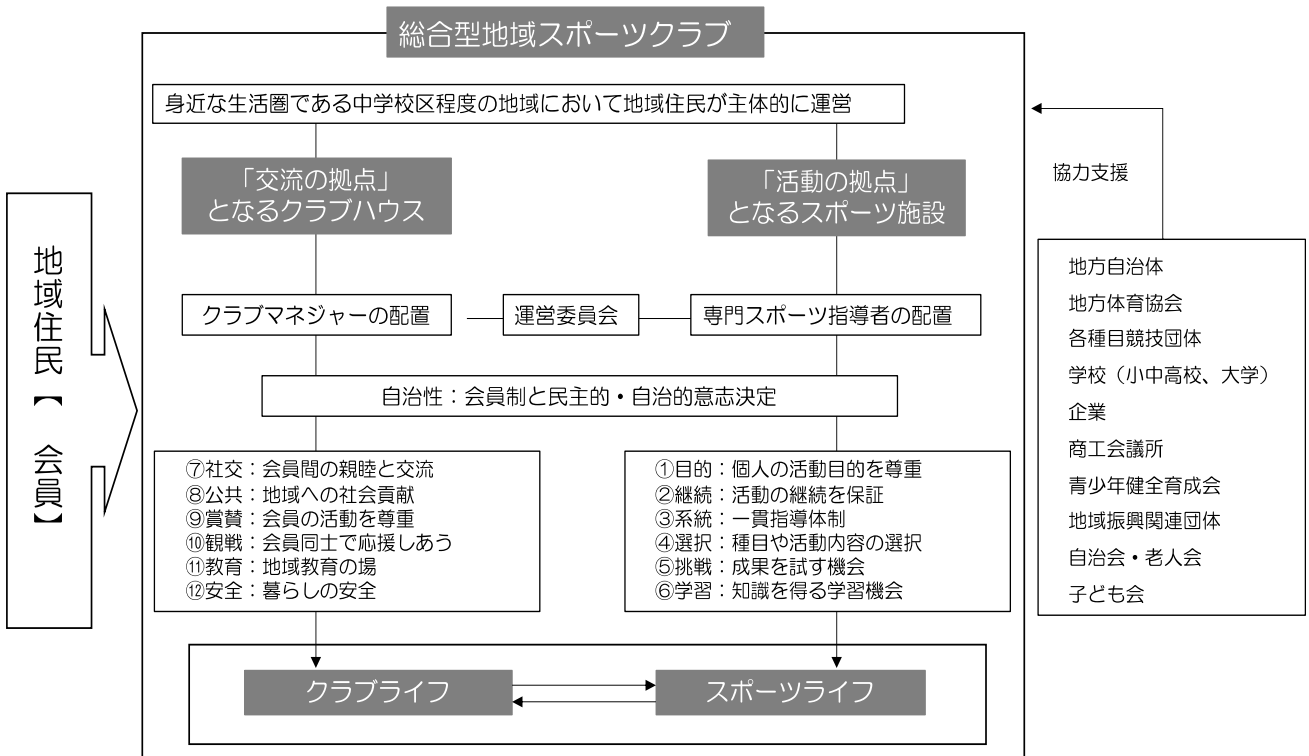 総合型地域スポーツクラブ
身近な生活圏である中学校区程度の地域において地域住民が主体的に運営
「交流の拠点」
となるクラブハウス
「活動の拠点」
となるスポーツ施設
クラブマネジャーの配置
運営委員会
専門スポーツ指導者の配置
自治性：会員制と民主的・自治的意志決定
⑦社交：会員間の親睦と交流
⑧公共：地域への社会貢献
⑨賞賛：会員の活動を尊重
⑩観戦：会員同士で応援しあう
⑪教育：地域教育の場
⑫安全：暮らしの安全
①目的：個人の活動目的を尊重
②継続：活動の継続を保証
③系統：一貫指導体制
④選択：種目や活動内容の選択
⑤挑戦：成果を試す機会
⑥学習：知識を得る学習機会
クラブライフ
スポーツライフ
地域住民【　会員】
協力支援
地方自治体
地方体育協会
各種目競技団体
学校（小中高校、大学）
企業
商工会議所
青少年健全育成会
地域振興関連団体
自治会・老人会
子ども会